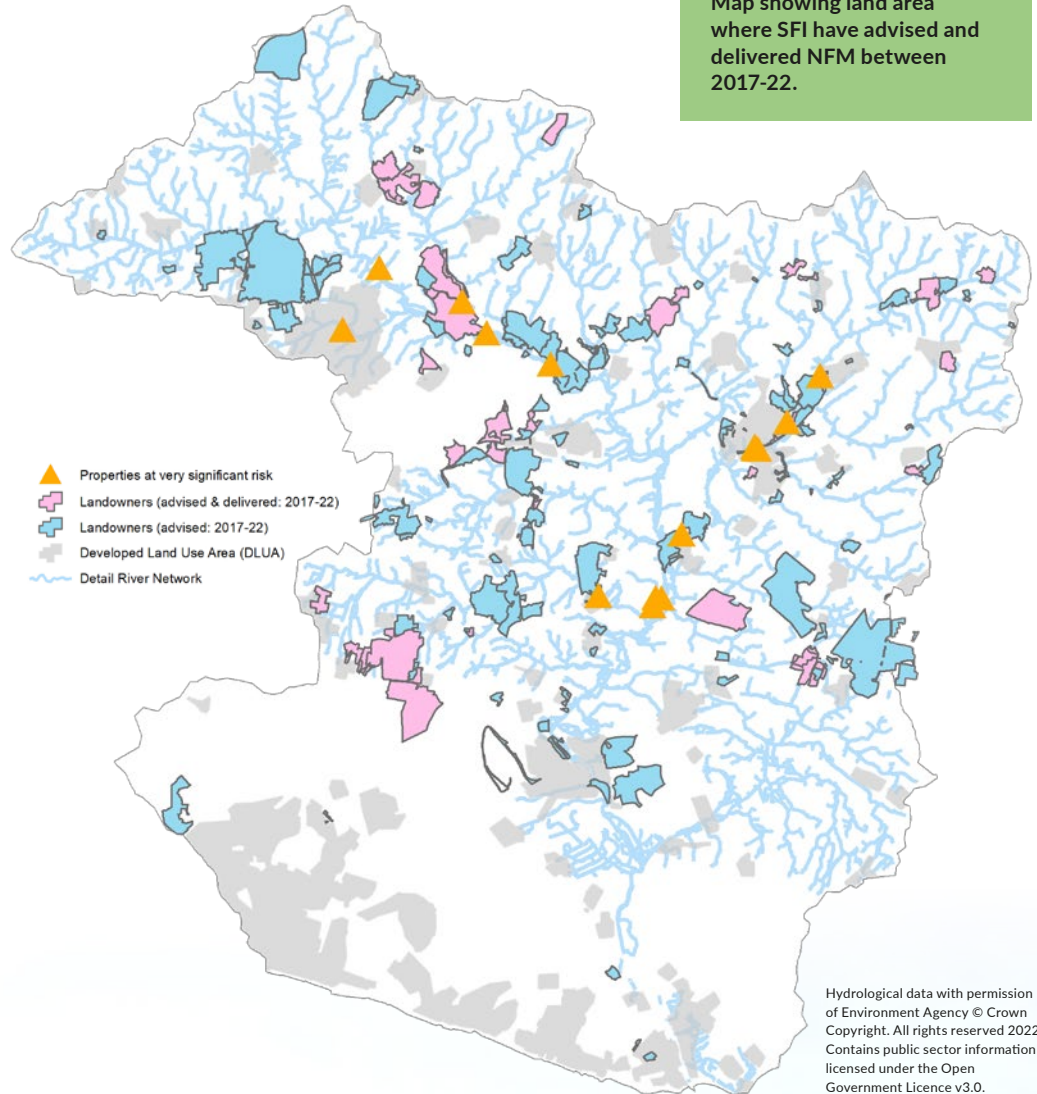 Map showing land area
where SFI have advised and
delivered NFM between
2017-22.
Properties at very significant risk
Landowners (advised & delivered: 2017-22)
Landowners (advised: 2017-22)
Developed Land Use Area (DLUA)
Detail River Network
Hydrological data with permission
of Environment Agency © Crown
Copyright. All rights reserved 2022
Contains public sector information
licensed under the Open
Government Licence v3.0.